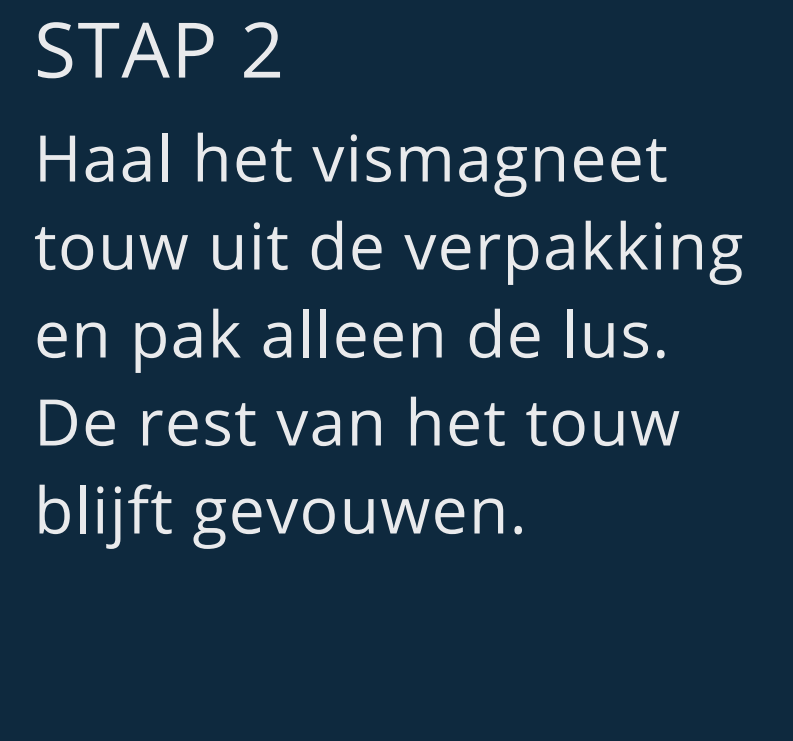 STAP 2
Haal het vismagneet
touw uit de verpakking
en pak alleen de lus.
De rest van het touw
blijft gevouwen.